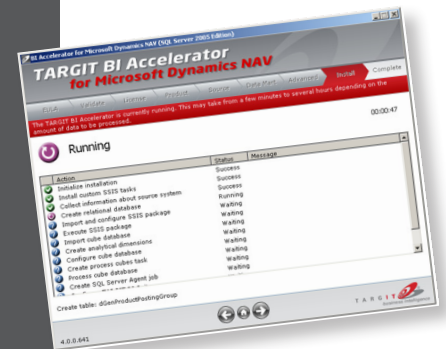 BI Accelerator for Microsoft Dynamics NAV (SQL Server 2005 Edition)
TARGIT BI Accelerator
for Microsoft Dynamics NAV
EULA Validate License Product Source Data Mart Advanced Install Complete
The TARGIT BI Accelerator is currently running. This may take from a few minutes to several hours depending on the
amount of data to be processed.
00:00:47
Running
Action Status Message
Initialize installation Success
Install custom SSIS tasks Success
Collect information about source system Success
Create relational database Running
Import and configure SSIS package Waiting
Execute SSIS package Waiting
Import cube database Waiting
Create analytical dimensions Waiting
Configure cube database Waiting
Create process cubes task Waiting
Process cube database Waiting
Create SQL Server Agent job Waiting
Create table: dGenProductPostingGroup
TARGIT
Business Intelligence
4.0.0.641